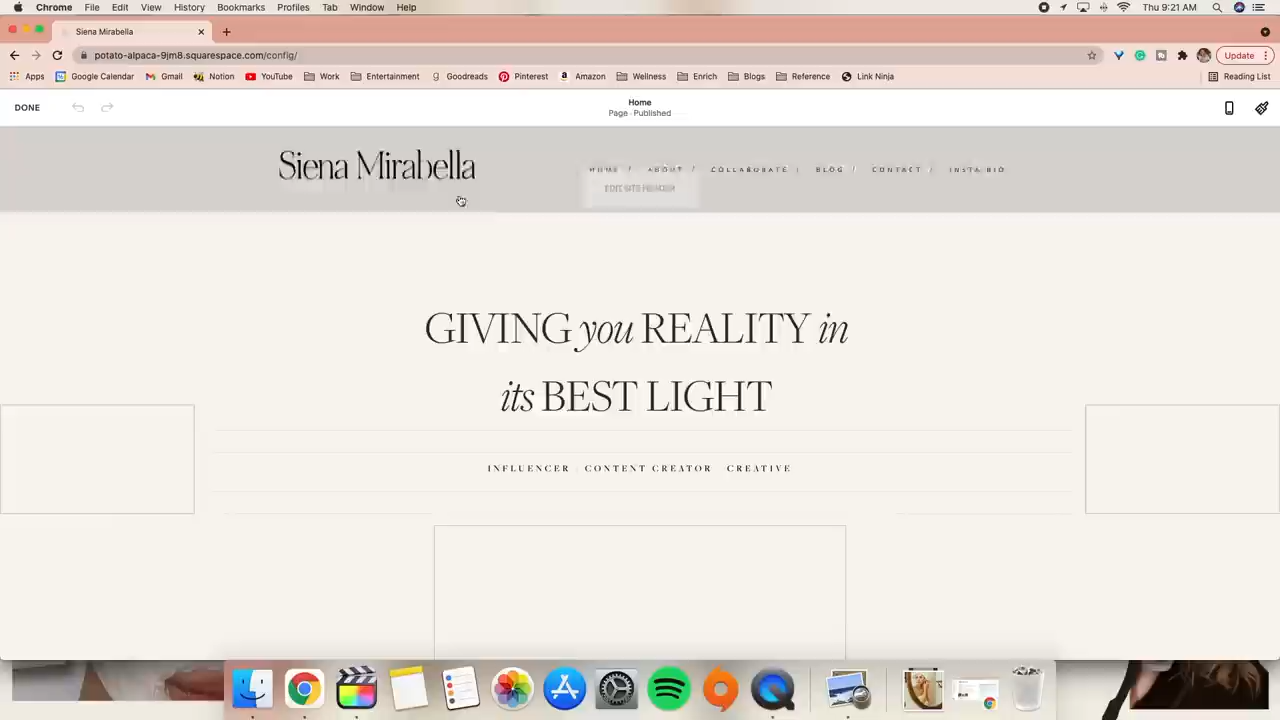 Chrome File Edit View History Bookmarks Profiles Tab Window Help Thu 9:21 AM
Siena Mirabella
potato-alpaca-9jm8.squarespace.com/config/ Update
Apps Google Calendar Gmail Notion YouTube Work Entertainment Goodreads Pinterest Amazon Wellness Enrich Blogs Reference Link Ninja Reading List
DONE
Home
Page · Published
Siena Mirabella
HOME / ABOUT / COLLABORATE / BLOG / CONTACT / INSTA BIO
EDIT SITE HEADER
GIVING you REALITY in
its BEST LIGHT
INFLUENCER CONTENT CREATOR CREATIVE